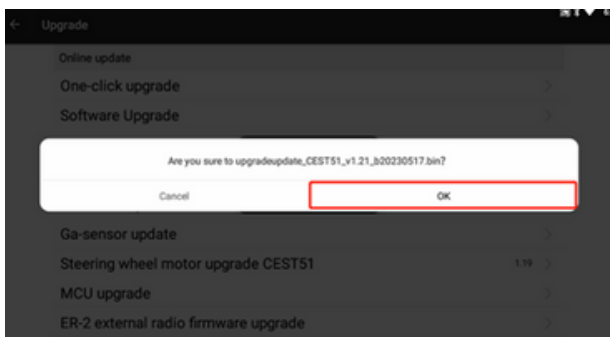 Upgrade
Online update
One-click upgrade
Software Upgrade
Are you sure to upgradeupdate_CEST51_v1.21_b20230517.bin?
Cancel
OK
Ga-sensor update
Steering wheel motor upgrade CEST51
1.19
MCU upgrade
ER-2 external radio firmware upgrade